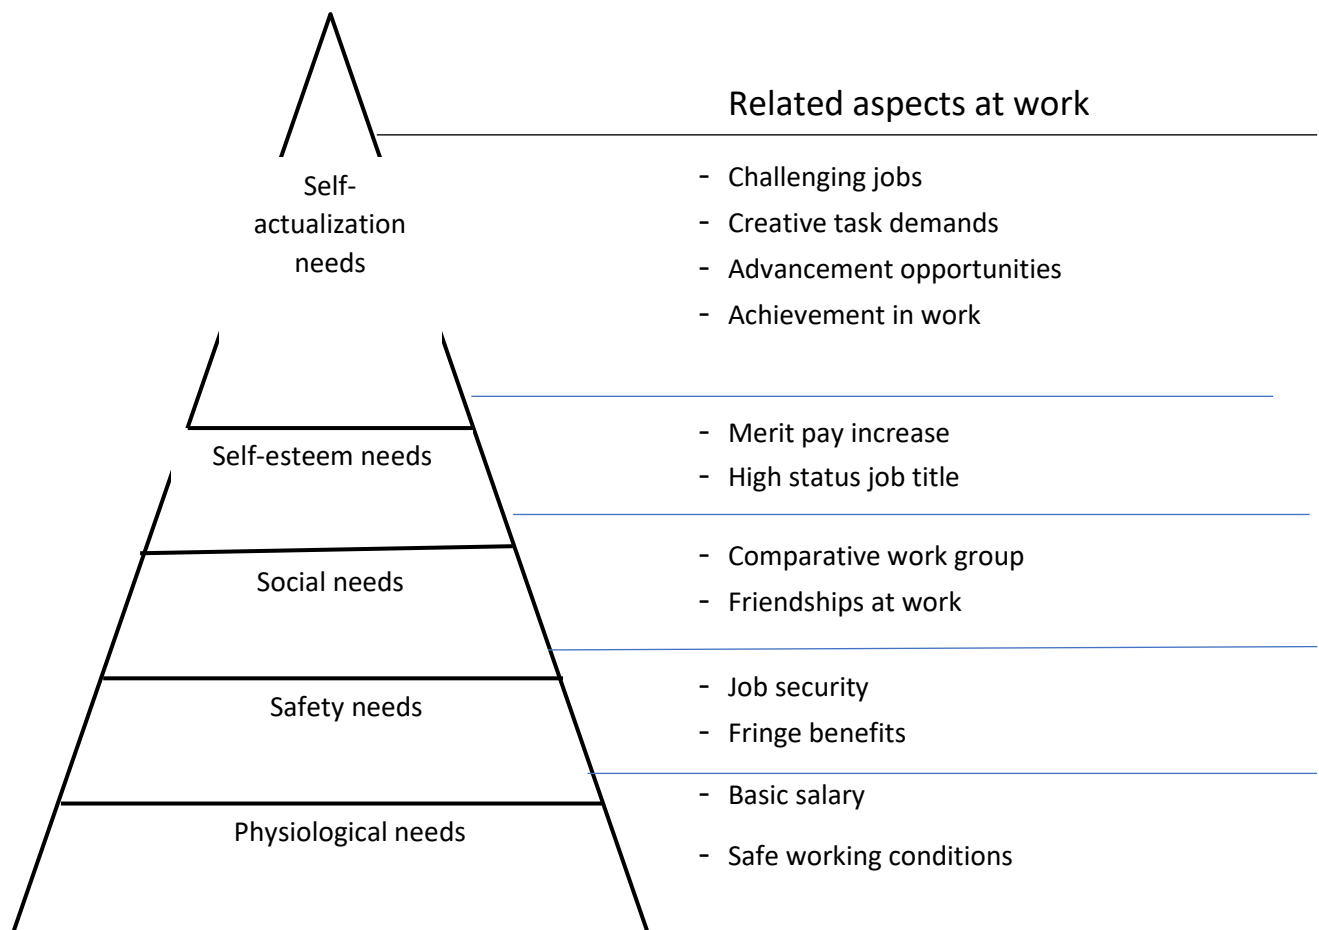 Related aspects at work
Self-
actualization
needs
- Challenging jobs
- Creative task demands
- Advancement opportunities
- Achievement in work
Self-esteem needs
- Merit pay increase
- High status job title
Social needs
- Comparative work group
- Friendships at work
Safety needs
- Job security
- Fringe benefits
Physiological needs
- Basic salary
- Safe working conditions